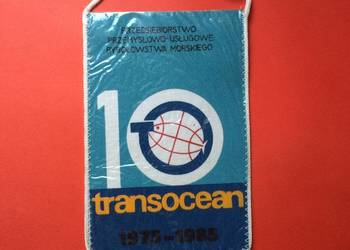 PRZEDSIĘBIORSTWO
PRZEMYSŁOWO-USŁUGOWE
RYBOŁÓWSTWA MORSKIEGO
10
transocean
1975-1985